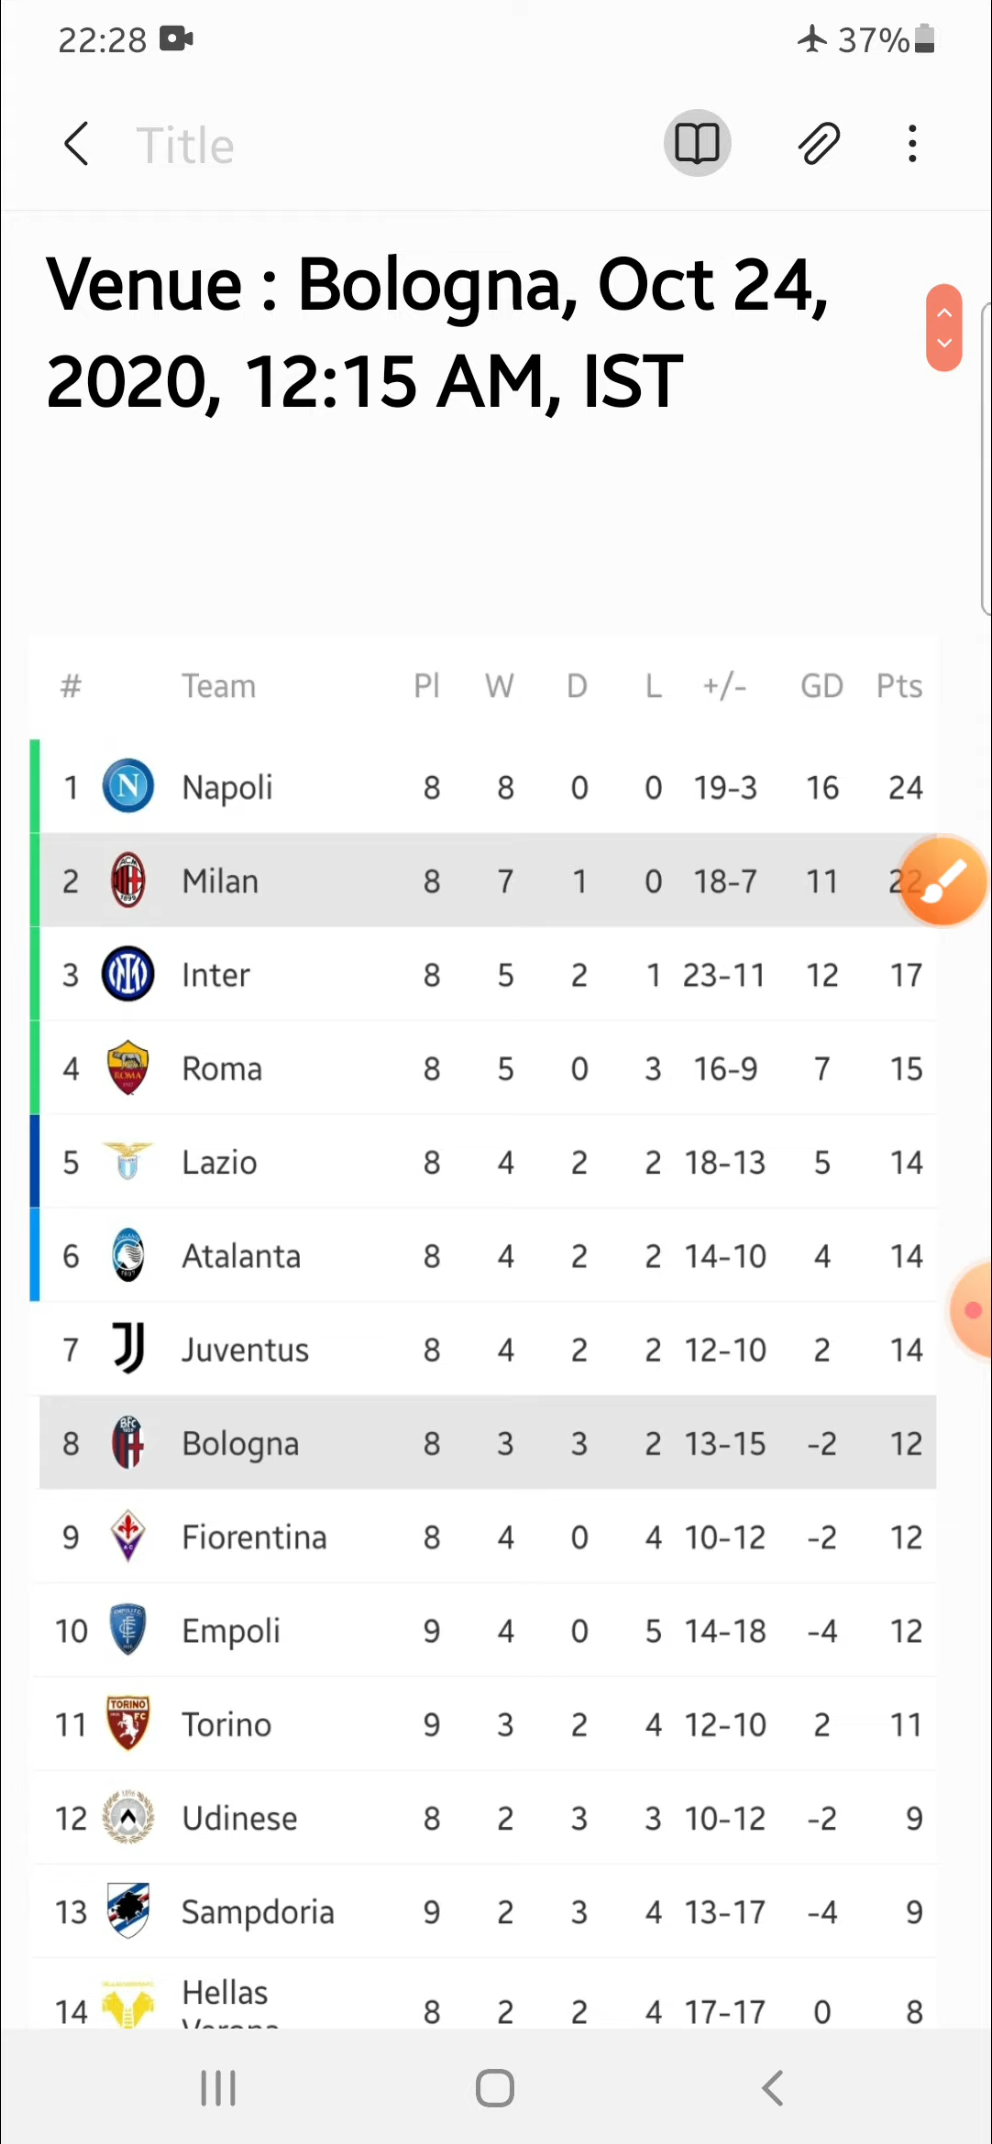 22:28 37%
Title
Venue : Bologna, Oct 24,
2020, 12:15 AM, IST
# Team Pl W D L +/- GD Pts
1 Napoli 8 8 0 0 19-3 16 24
2 Milan 8 7 1 0 18-7 11 22
3 Inter 8 5 2 1 23-11 12 17
4 Roma 8 5 0 3 16-9 7 15
5 Lazio 8 4 2 2 18-13 5 14
6 Atalanta 8 4 2 2 14-10 4 14
7 Juventus 8 4 2 2 12-10 2 14
8 Bologna 8 3 3 2 13-15 -2 12
9 Fiorentina 8 4 0 4 10-12 -2 12
10 Empoli 9 4 0 5 14-18 -4 12
11 Torino 9 3 2 4 12-10 2 11
12 Udinese 8 2 3 3 10-12 -2 9
13 Sampdoria 9 2 3 4 13-17 -4 9
14 Hellas Verona 8 2 2 4 17-17 0 8